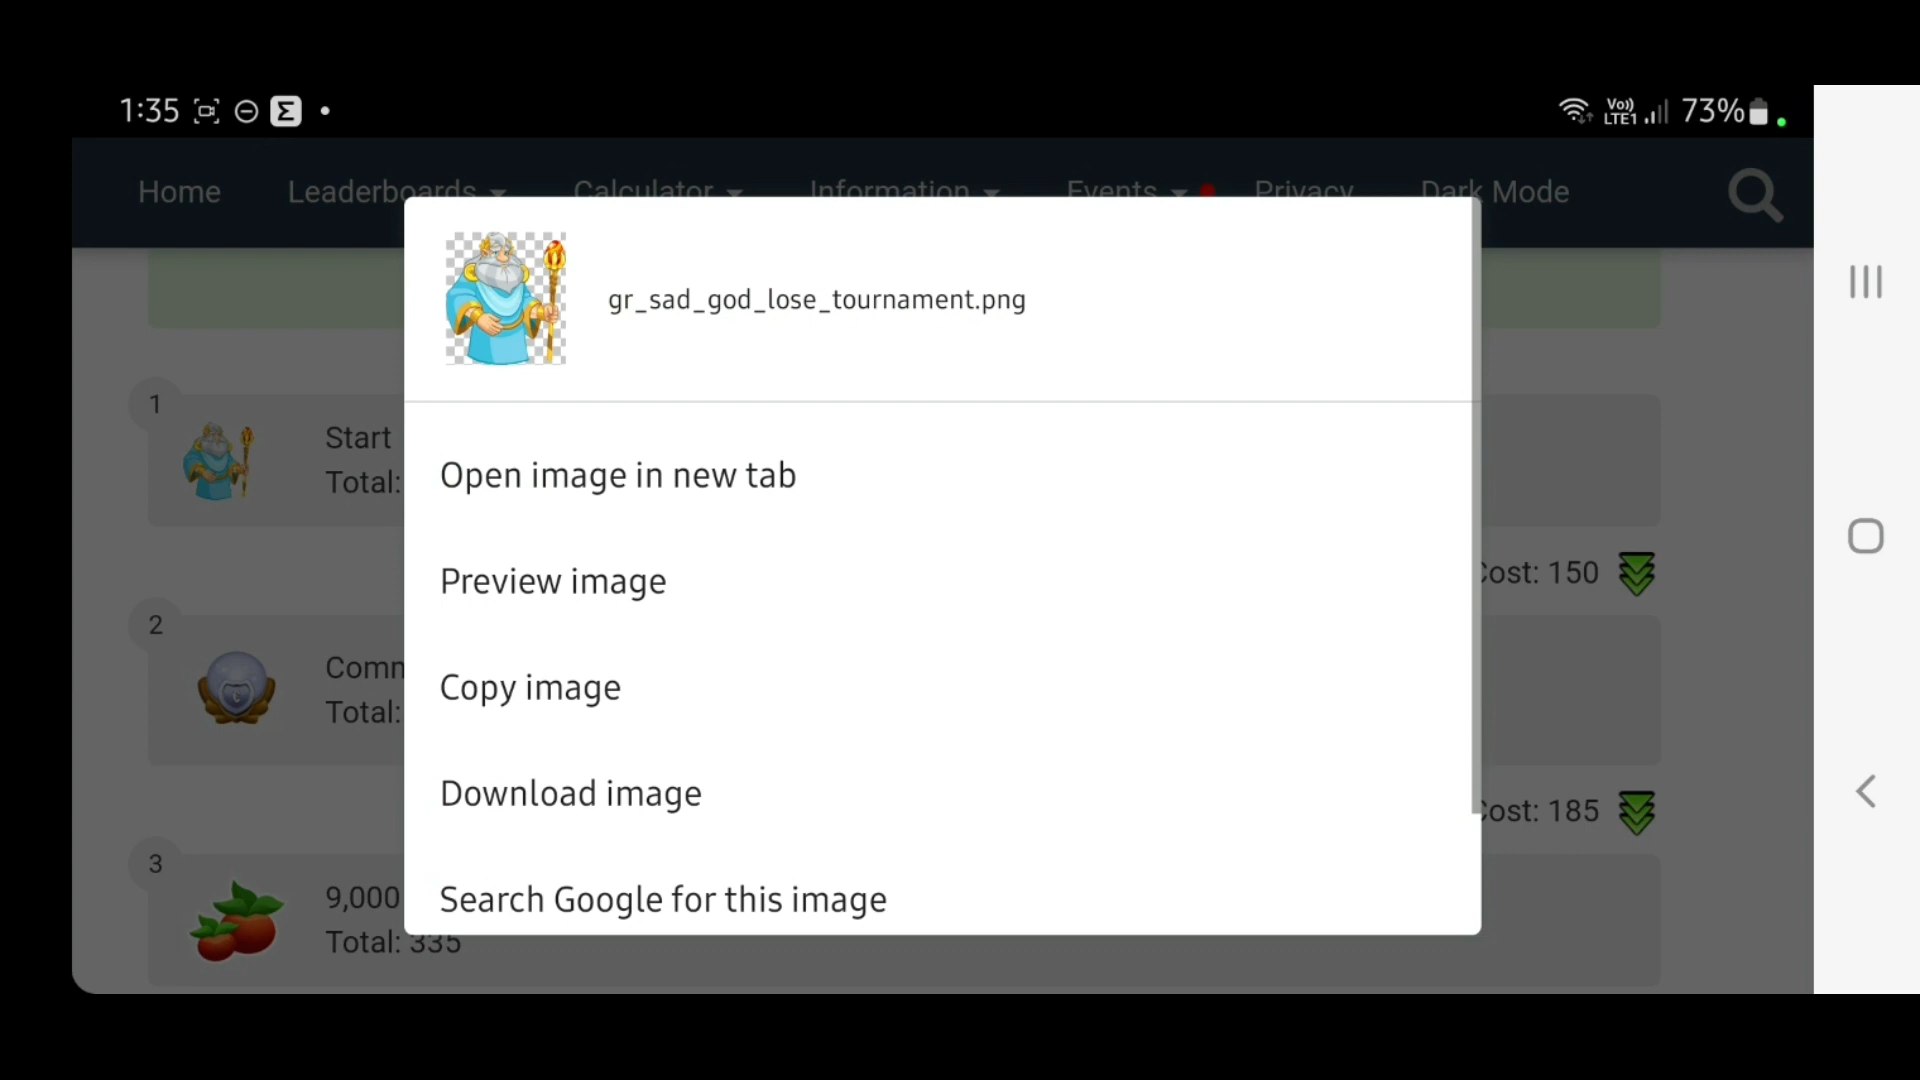 1:35
Vo))
LTE1
73%
Home Leaderboards Calculator Information Events Privacy Dark Mode
gr_sad_god_lose_tournament.png
1
Start
Total:
Open image in new tab
Cost: 150
Preview image
2
Comm
Total:
Copy image
Download image
Cost: 185
3
9,000
Search Google for this image
Total: 335